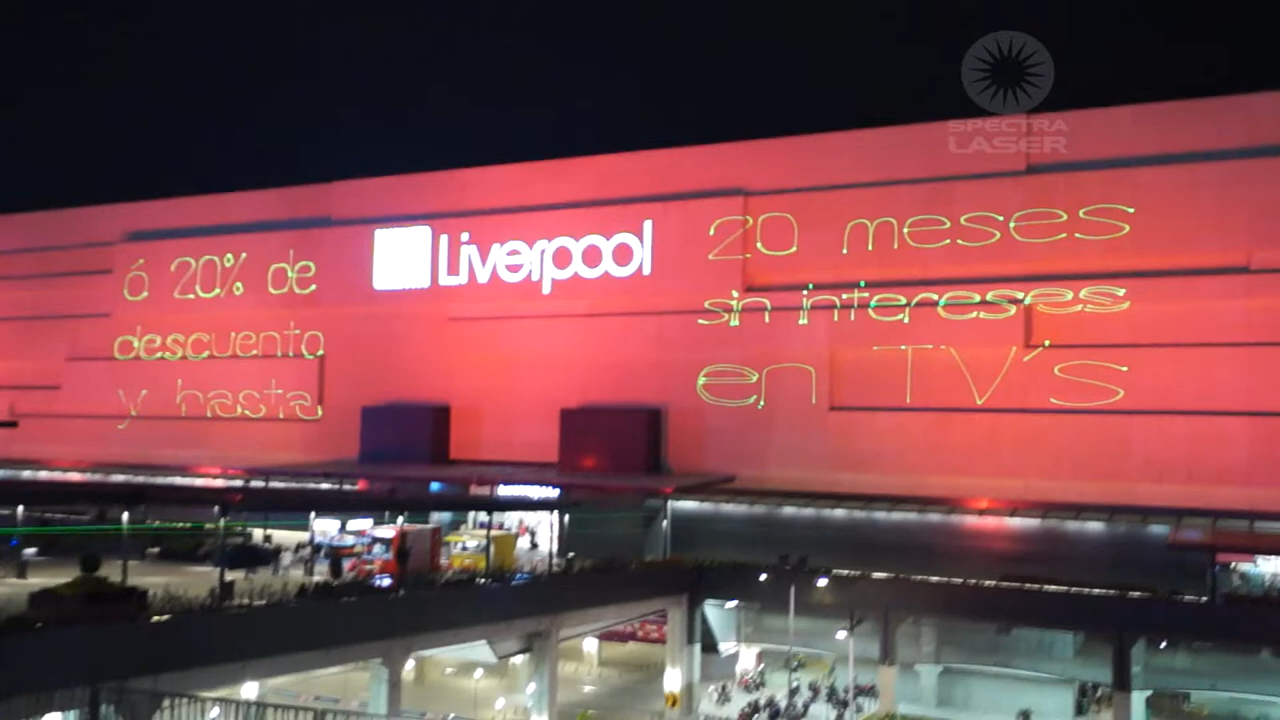 SPECTRA
LASER
ó 20% de
descuento
y hasta
Liverpool
20 meses
sin intereses
en TV's